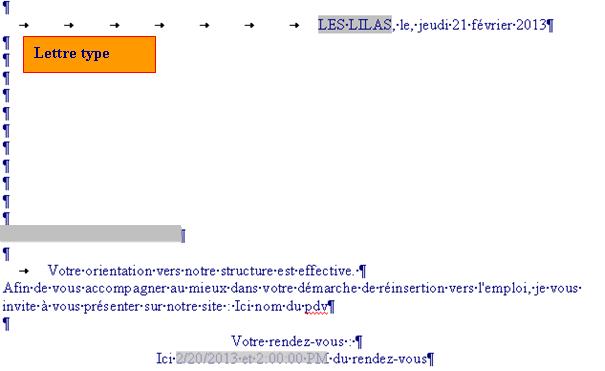 LES LILAS, le, jeudi 21 février 2013
Lettre type
Votre orientation vers notre structure est effective.
Afin de vous accompagner au mieux dans votre démarche de réinsertion vers l'emploi, je vous
invite à vous présenter sur notre site : Ici nom du pdv
Votre rendez-vous :
Ici 2/20/2013 et 2:00:00 PM du rendez-vous